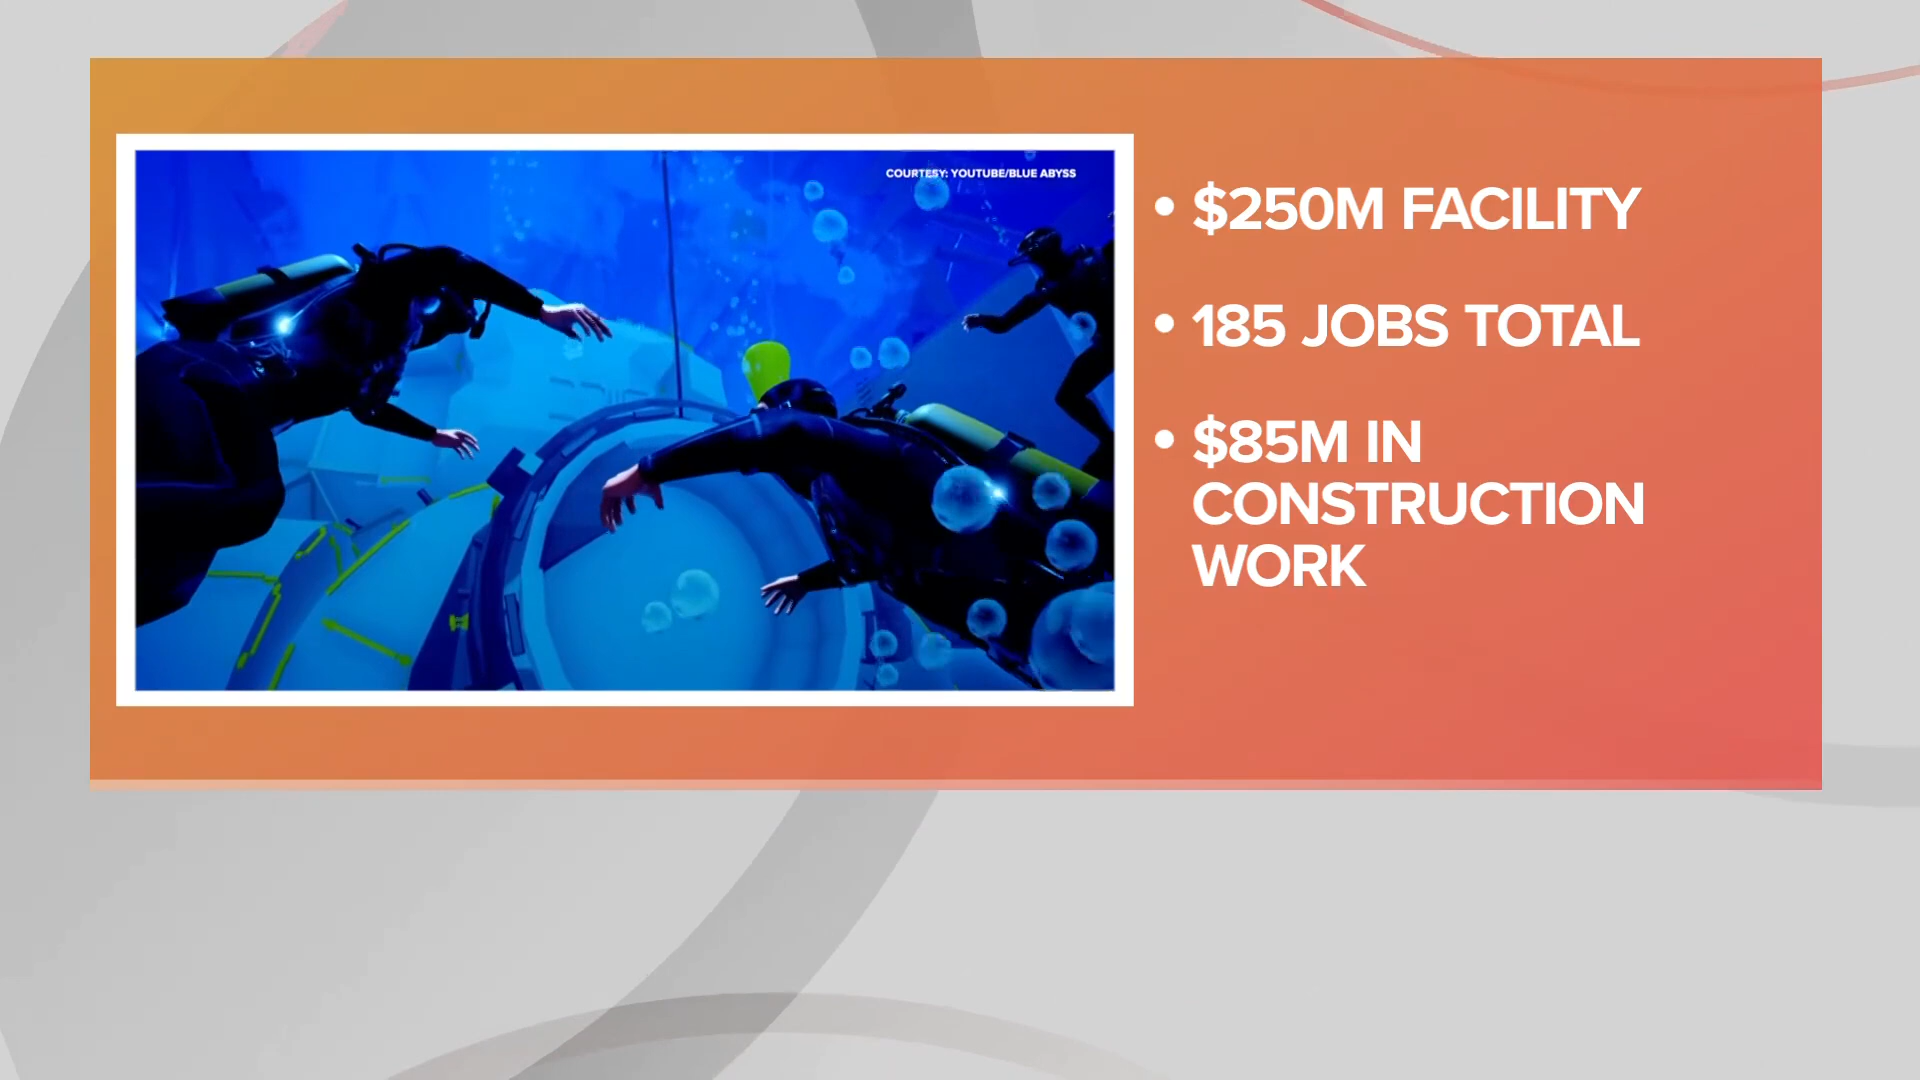 COURTESY: YOUTUBE/BLUE ABYSS
• $250M FACILITY
• 185 JOBS TOTAL
• $85M IN
CONSTRUCTION
WORK